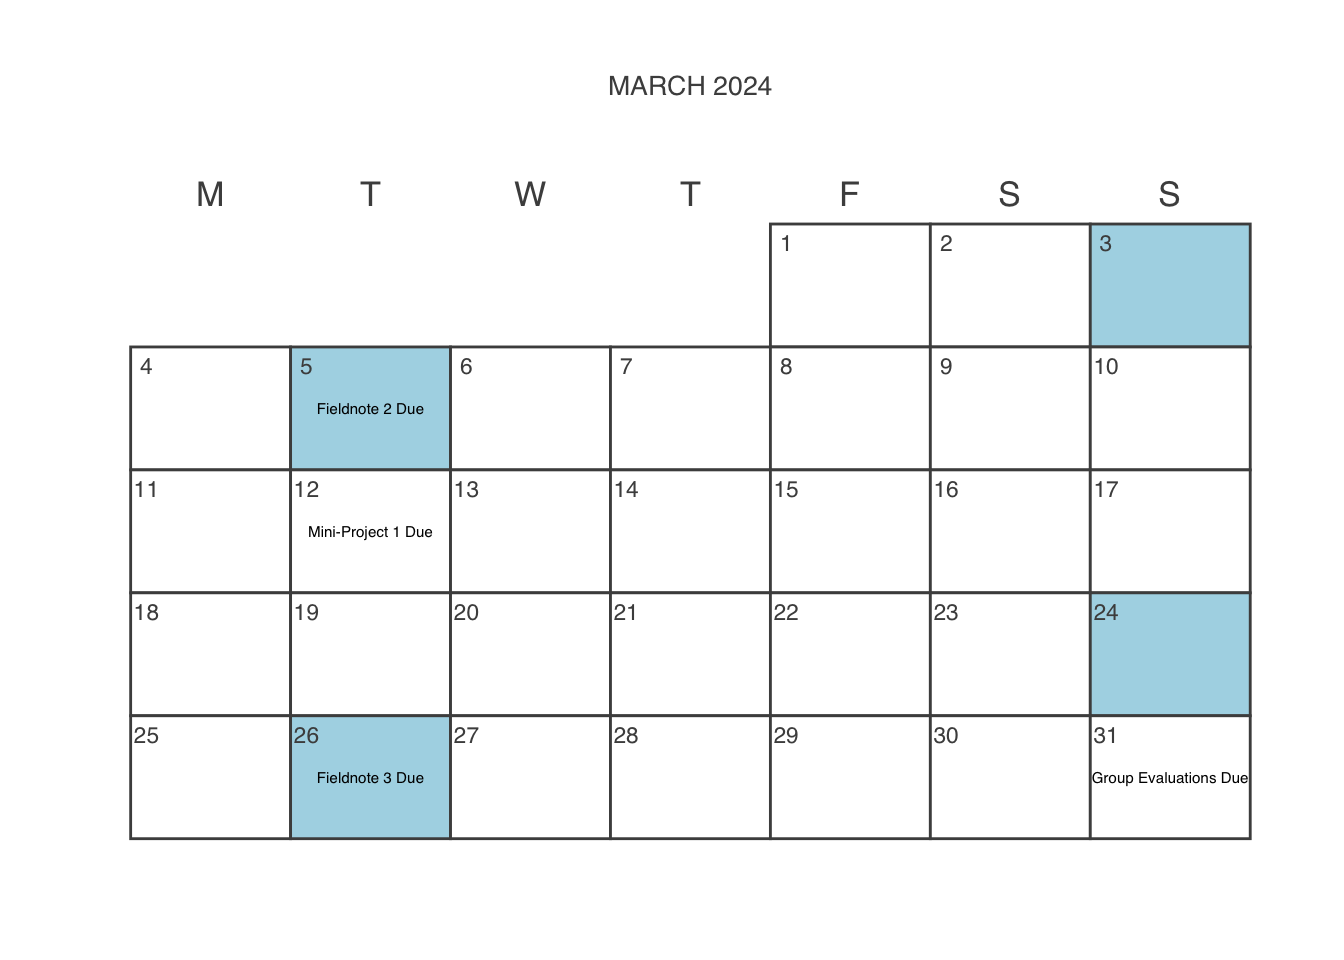 MARCH 2024
M T W T F S S
1 2 3
4 5 6 7 8 9 10
Fieldnote 2 Due
11 12 13 14 15 16 17
Mini-Project 1 Due
18 19 20 21 22 23 24
25 26 27 28 29 30 31
Fieldnote 3 Due Group Evaluations Due